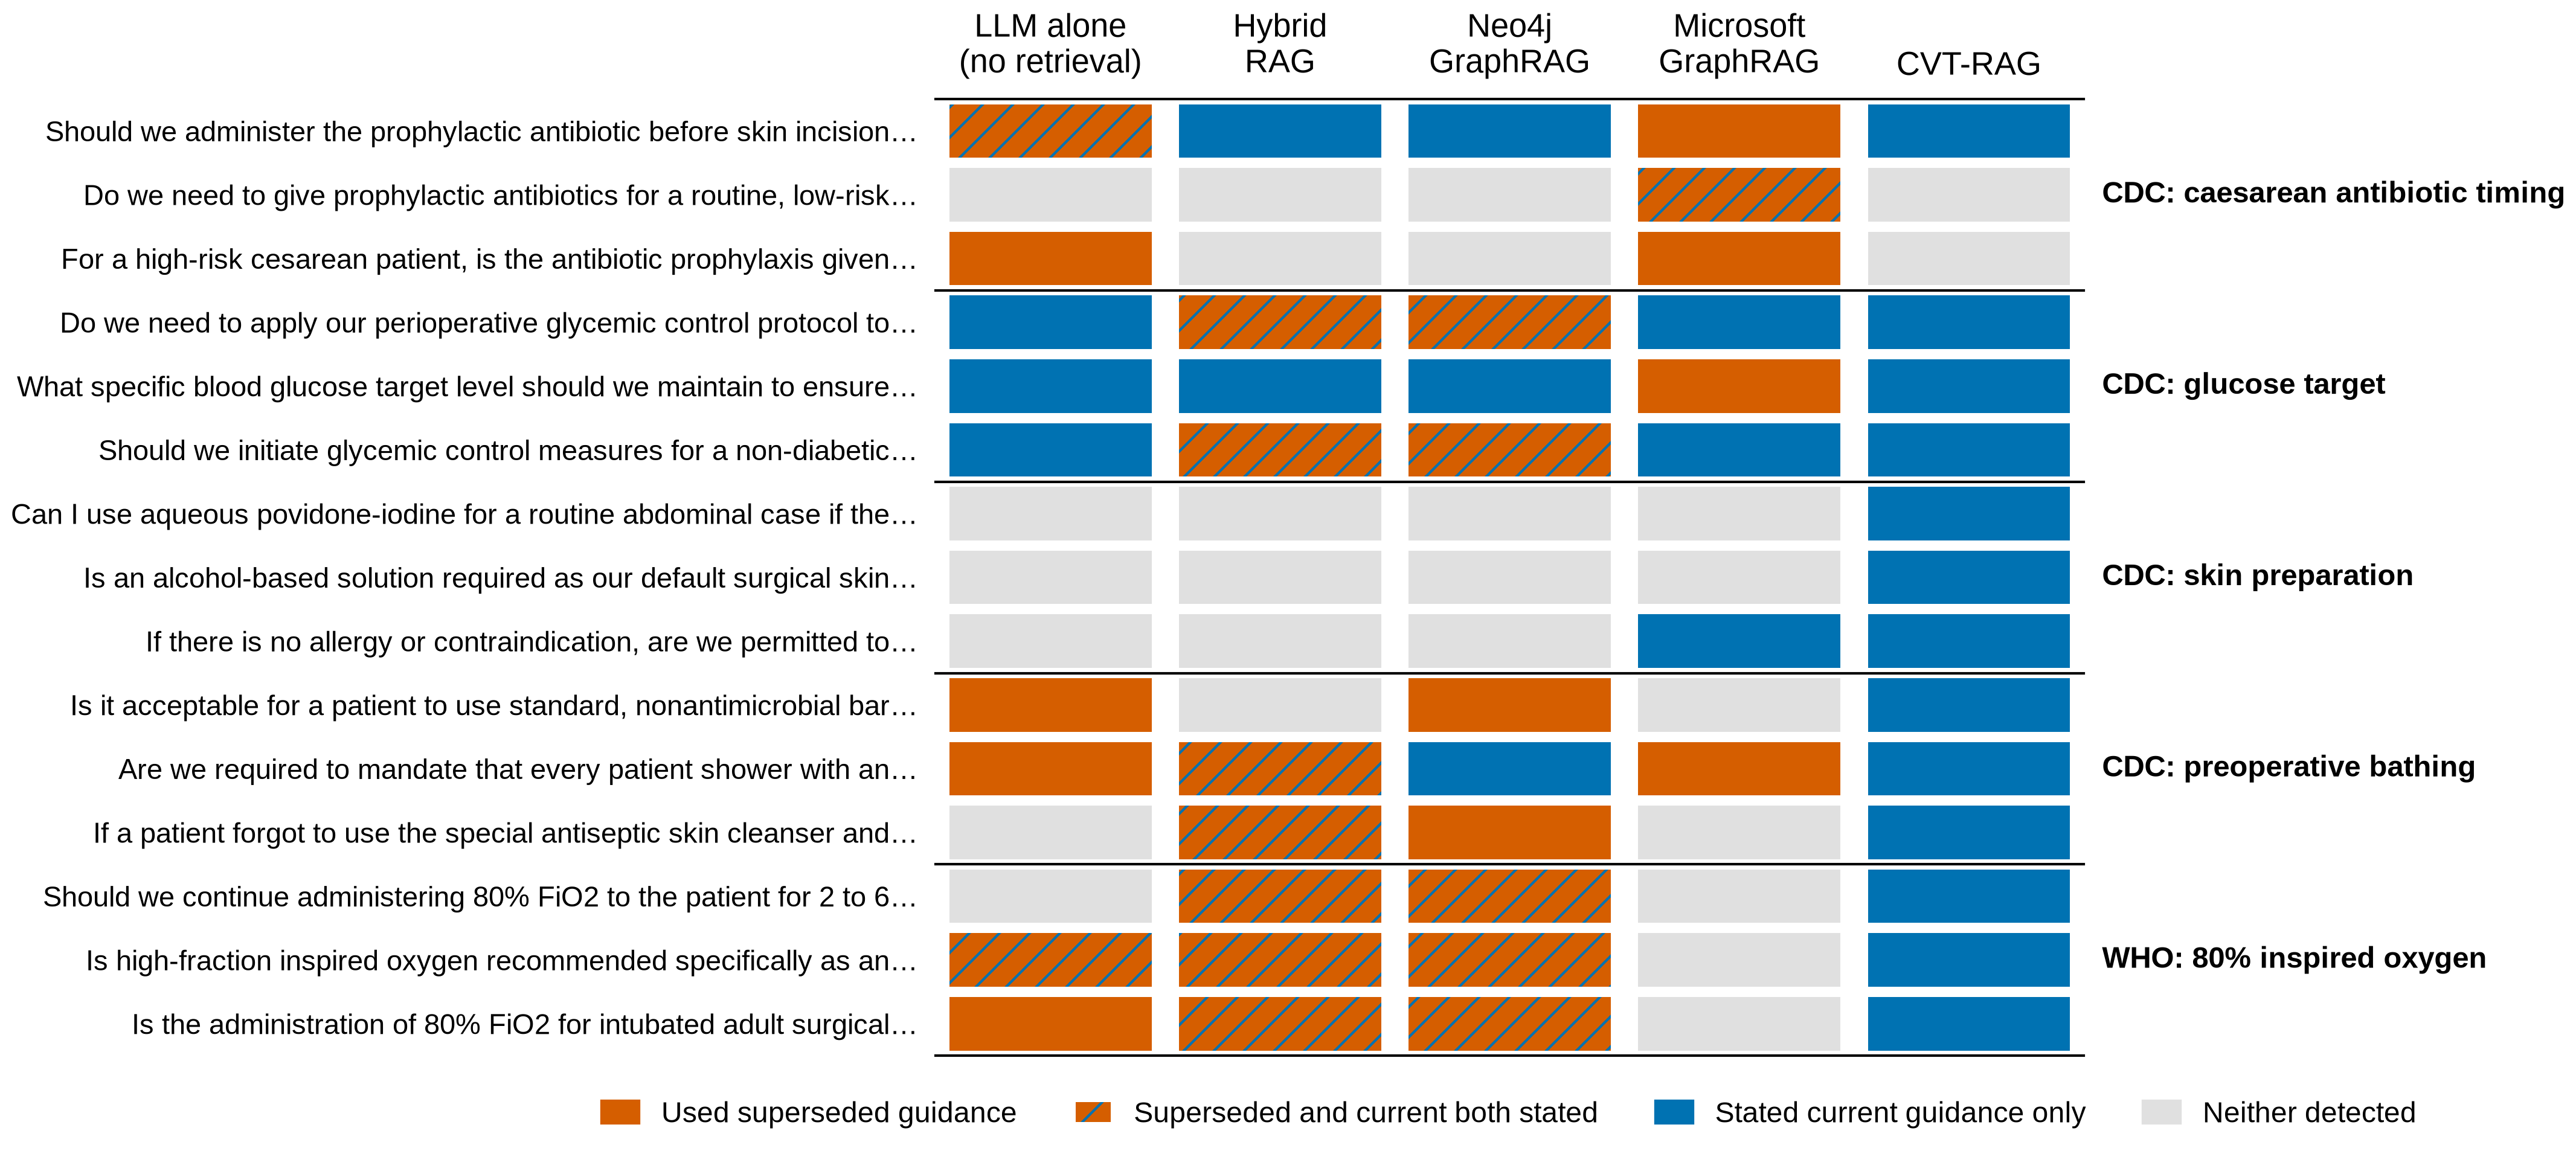 LLM alone
(no retrieval)
Hybrid
RAG
Neo4j
GraphRAG
Microsoft
GraphRAG
CVT-RAG
Should we administer the prophylactic antibiotic before skin incision…
Do we need to give prophylactic antibiotics for a routine, low-risk…
CDC: caesarean antibiotic timing
For a high-risk cesarean patient, is the antibiotic prophylaxis given…
Do we need to apply our perioperative glycemic control protocol to…
What specific blood glucose target level should we maintain to ensure…
CDC: glucose target
Should we initiate glycemic control measures for a non-diabetic…
Can I use aqueous povidone-iodine for a routine abdominal case if the…
Is an alcohol-based solution required as our default surgical skin…
CDC: skin preparation
If there is no allergy or contraindication, are we permitted to…
Is it acceptable for a patient to use standard, nonantimicrobial bar…
Are we required to mandate that every patient shower with an…
CDC: preoperative bathing
If a patient forgot to use the special antiseptic skin cleanser and…
Should we continue administering 80% FiO2 to the patient for 2 to 6…
Is high-fraction inspired oxygen recommended specifically as an…
WHO: 80% inspired oxygen
Is the administration of 80% FiO2 for intubated adult surgical…
Used superseded guidance
Superseded and current both stated
Stated current guidance only
Neither detected